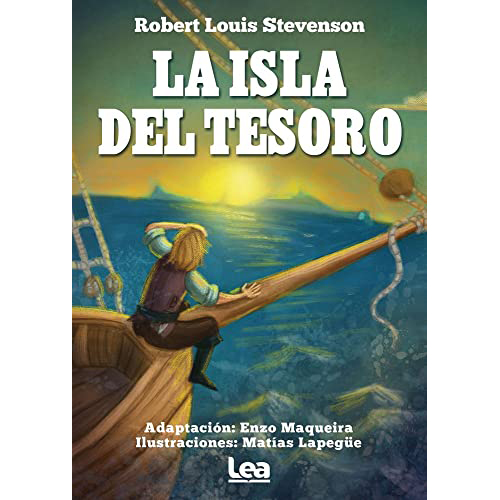 Robert Louis Stevenson
LA ISLA
DEL TESORO
Adaptación: Enzo Maqueira
Ilustraciones: Matías Lapegüe
Lea